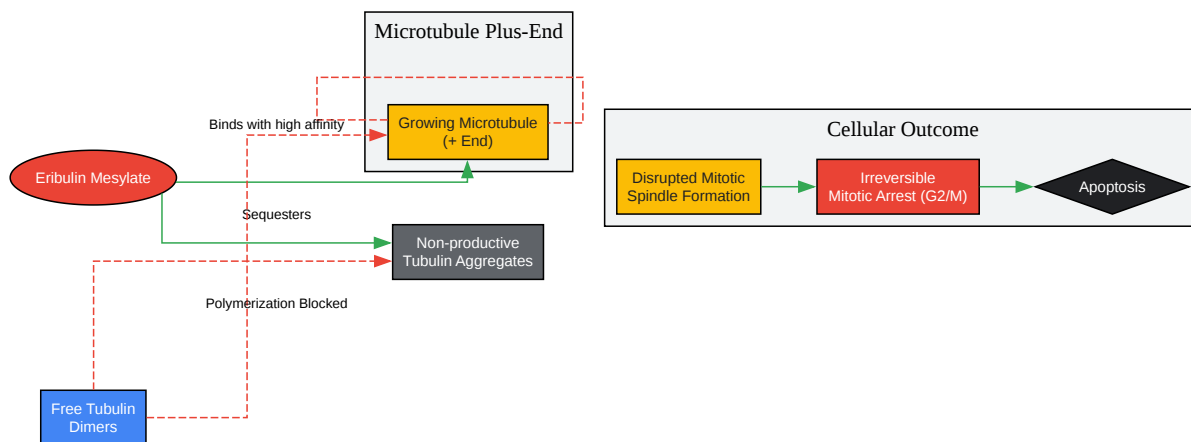 Microtubule Plus-End
Binds with high affinity
Growing Microtubule
(+ End)
Eribulin Mesylate
Sequesters
Non-productive
Tubulin Aggregates
Polymerization Blocked
Free Tubulin
Dimers
Cellular Outcome
Disrupted Mitotic
Spindle Formation
Irreversible
Mitotic Arrest (G2/M)
Apoptosis